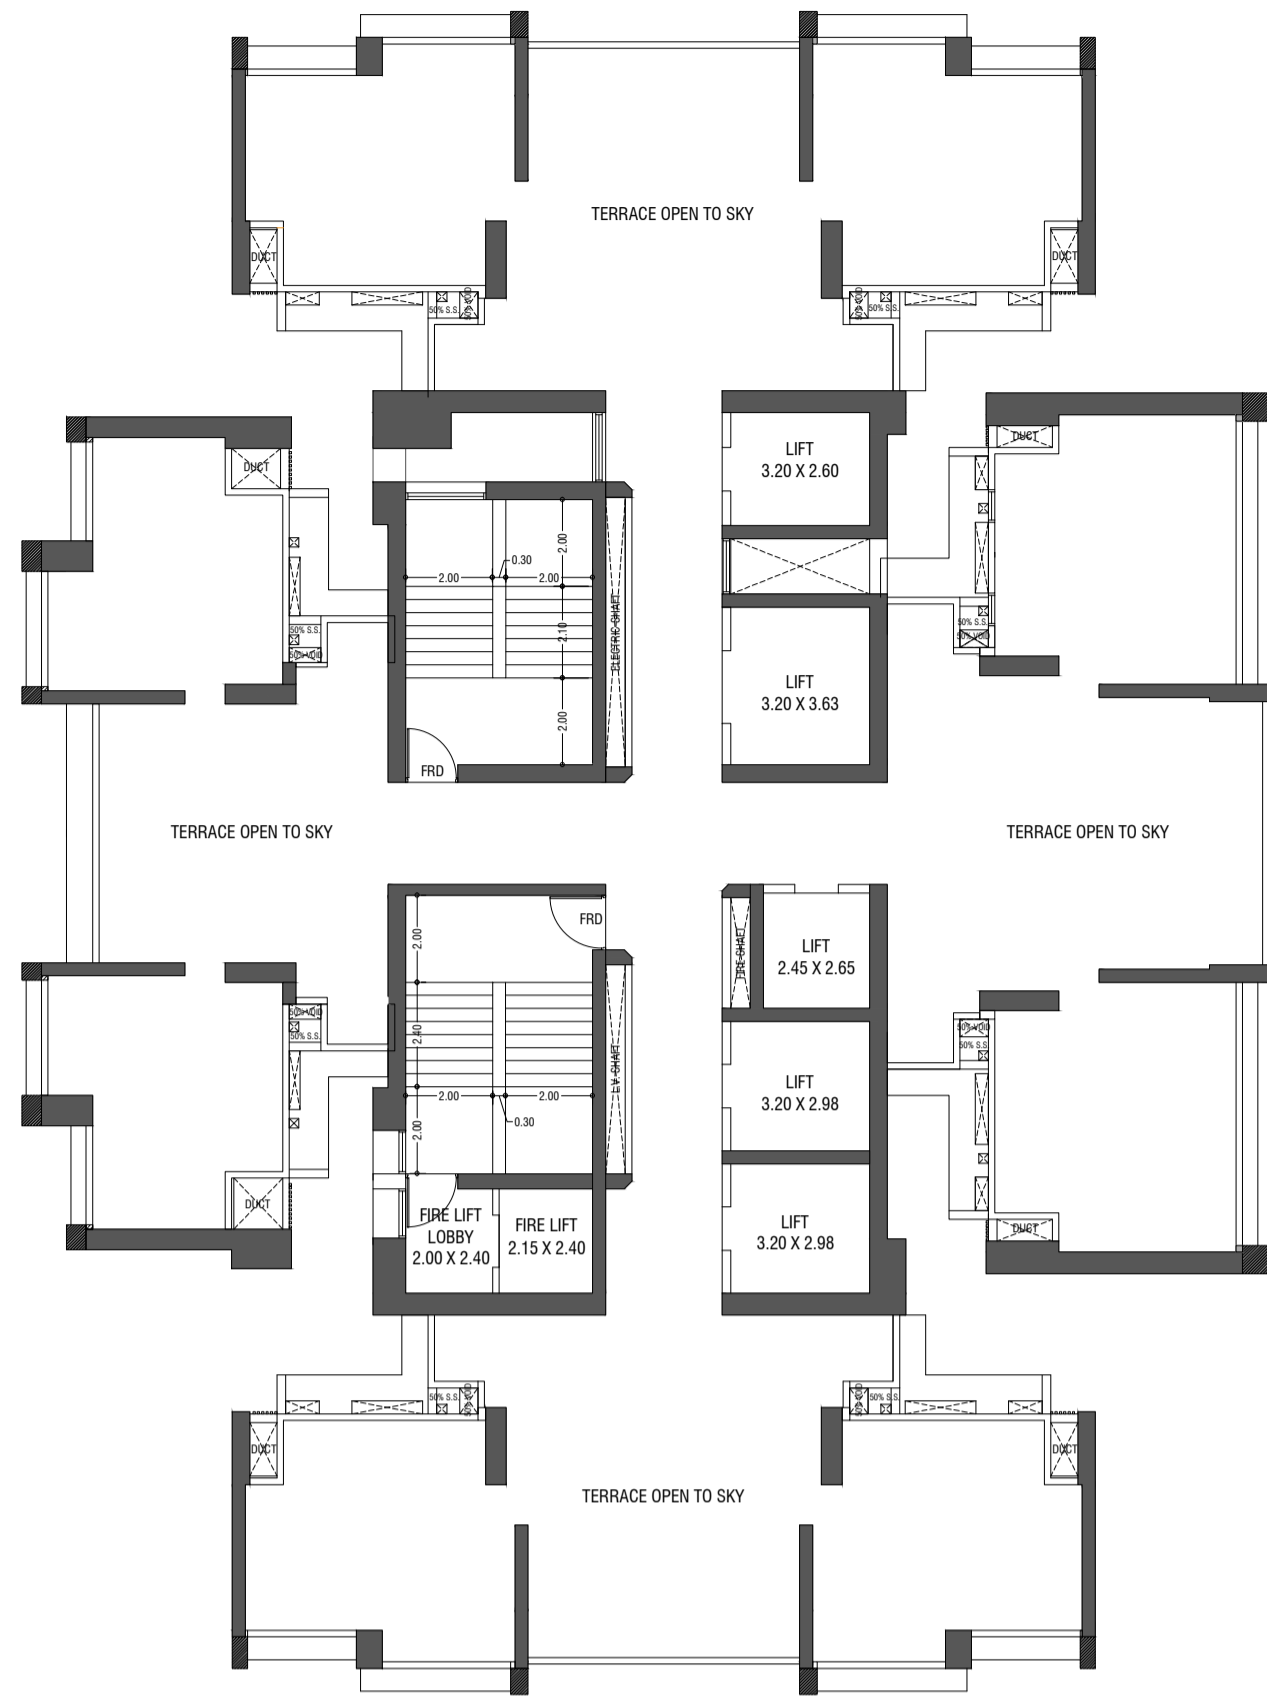 TERRACE OPEN TO SKY
DUCT
DUCT
50% S.S.
50% VOID
50% VOID
50% S.S.
LIFT
3.20 X 2.60
DUCT
DUCT
2.00
0.30
2.00
2.00
2.10
2.00
ELECTRIC SHAFT
50% S.S.
50% VOID
50% S.S.
50% VOID
LIFT
3.20 X 3.63
FRD
TERRACE OPEN TO SKY
TERRACE OPEN TO SKY
FRD
2.00
FIRE SHAFT
LIFT
2.45 X 2.65
50% VOID
50% S.S.
50% VOID
50% S.S.
2.40
L.V. SHAFT
LIFT
3.20 X 2.98
2.00
2.00
0.30
2.00
DUCT
FIRE LIFT
LOBBY
2.00 X 2.40
FIRE LIFT
2.15 X 2.40
LIFT
3.20 X 2.98
DUCT
50% S.S.
50% VOID
50% VOID
50% S.S.
DUCT
DUCT
TERRACE OPEN TO SKY